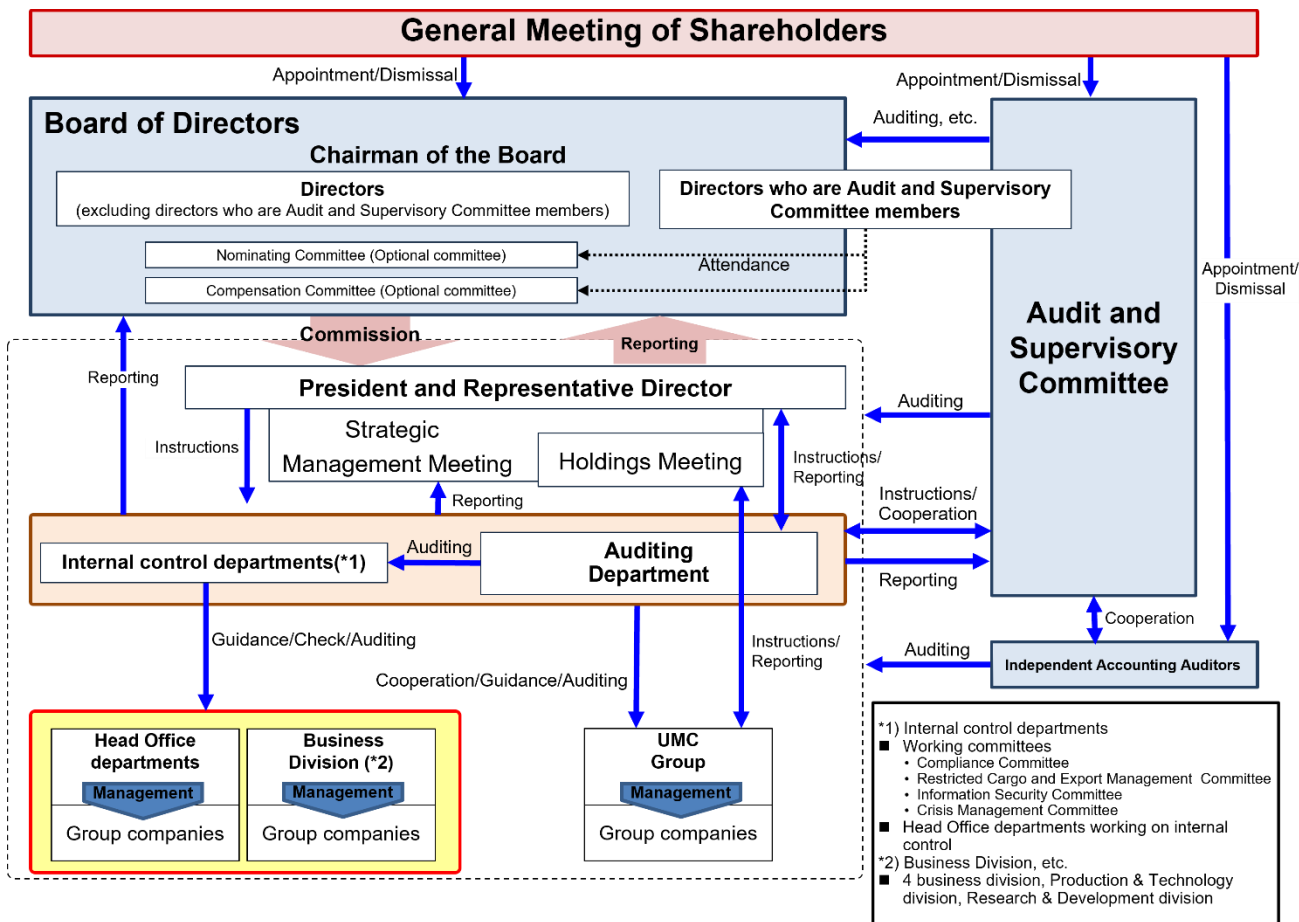 General Meeting of Shareholders
Appointment/Dismissal
Appointment/Dismissal
Board of Directors
Auditing, etc.
Chairman of the Board
Directors
(excluding directors who are Audit and Supervisory Committee members)
Directors who are Audit and Supervisory
Committee members
Nominating Committee (Optional committee)
Attendance
Compensation Committee (Optional committee)
Appointment/
Dismissal
Audit and
Supervisory
Committee
Commission
Reporting
Reporting
President and Representative Director
Auditing
Instructions
Strategic
Management Meeting
Holdings Meeting
Instructions/
Reporting
Reporting
Instructions/
Cooperation
Internal control departments(*1)
Auditing
Auditing
Department
Reporting
Cooperation
Guidance/Check/Auditing
Instructions/
Reporting
Auditing
Independent Accounting Auditors
Cooperation/Guidance/Auditing
Head Office
departments
Management
Group companies
Business
Division (*2)
Management
Group companies
UMC
Group
Management
Group companies
*1) Internal control departments
■ Working committees
・ Compliance Committee
・ Restricted Cargo and Export Management Committee
・ Information Security Committee
・ Crisis Management Committee
■ Head Office departments working on internal
control
*2) Business Division, etc.
■ 4 business division, Production & Technology
division, Research & Development division